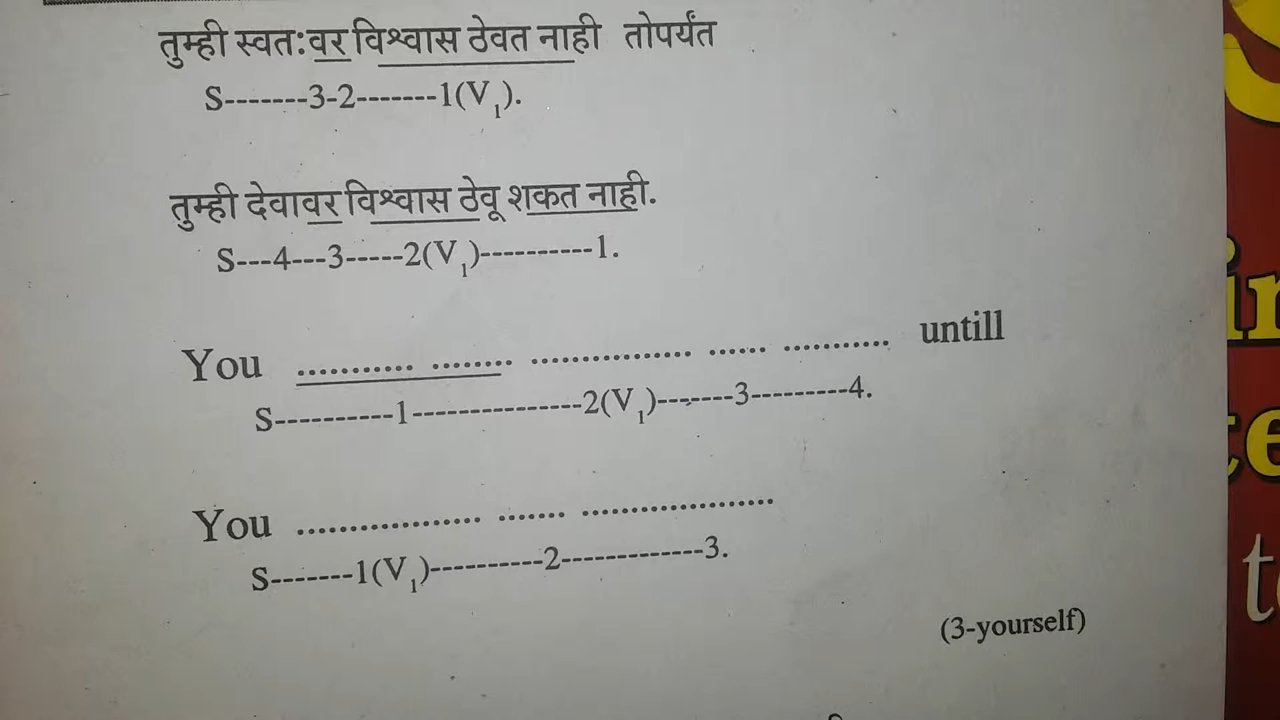 तुम्ही स्वत:वर विश्वास ठेवत नाही तोपर्यंत
S-------3-2-------1(V₁).
तुम्ही देवावर विश्वास ठेवू शकत नाही.
S---4---3-----2(V₁)----------1.
You ........... ........ ................ ...... ........... untill
S----------1---------------2(V₁)-------3---------4.
You .................. ....... ...................
S-------1(V₁)----------2-------------3.
(3-yourself)